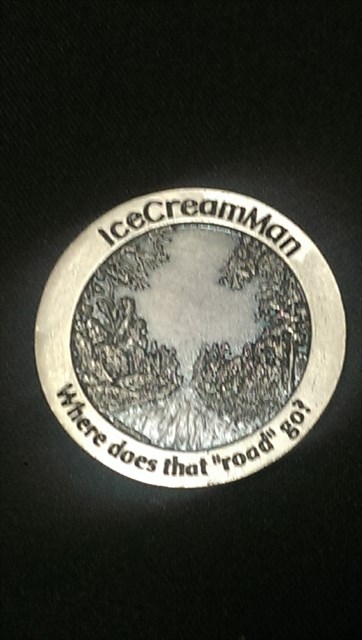 IceCreamMan
Where does that "road" go?